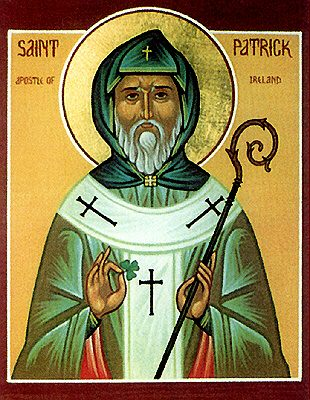 SAINT PATRICK
APOSTLE OF IRELAND